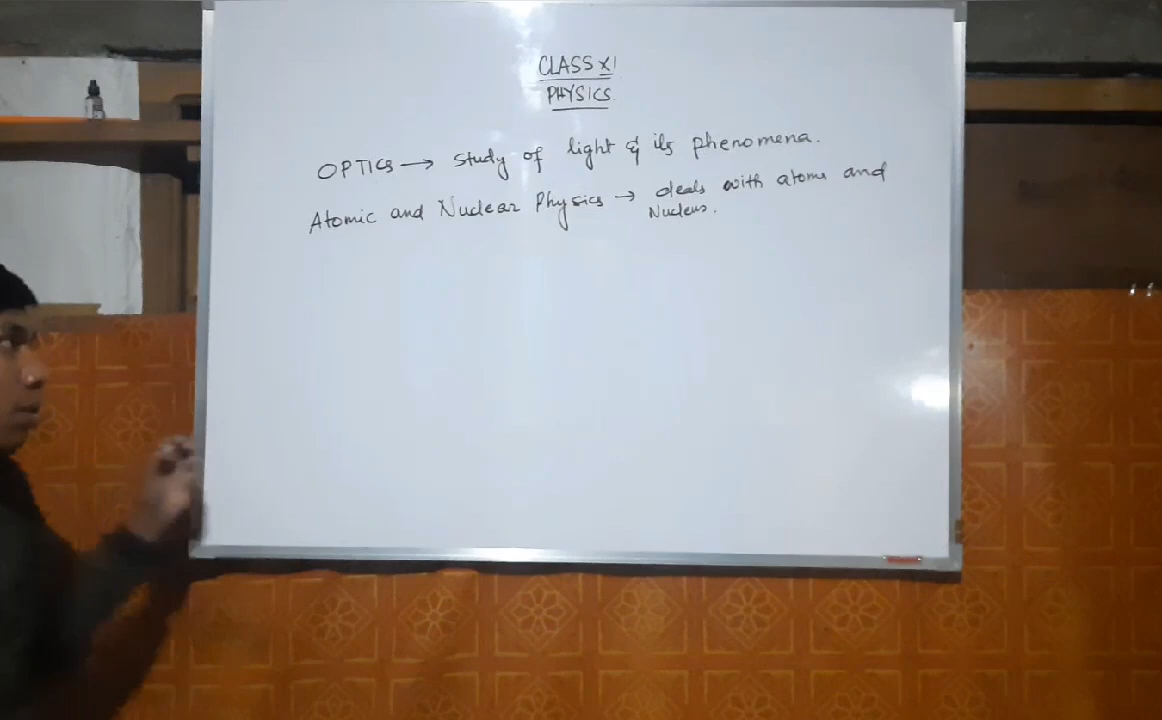 CLASS XI
PHYSICS
OPTICS → study of light & its phenomena.
Atomic and Nuclear Physics → deals with atoms and
Nucleus.